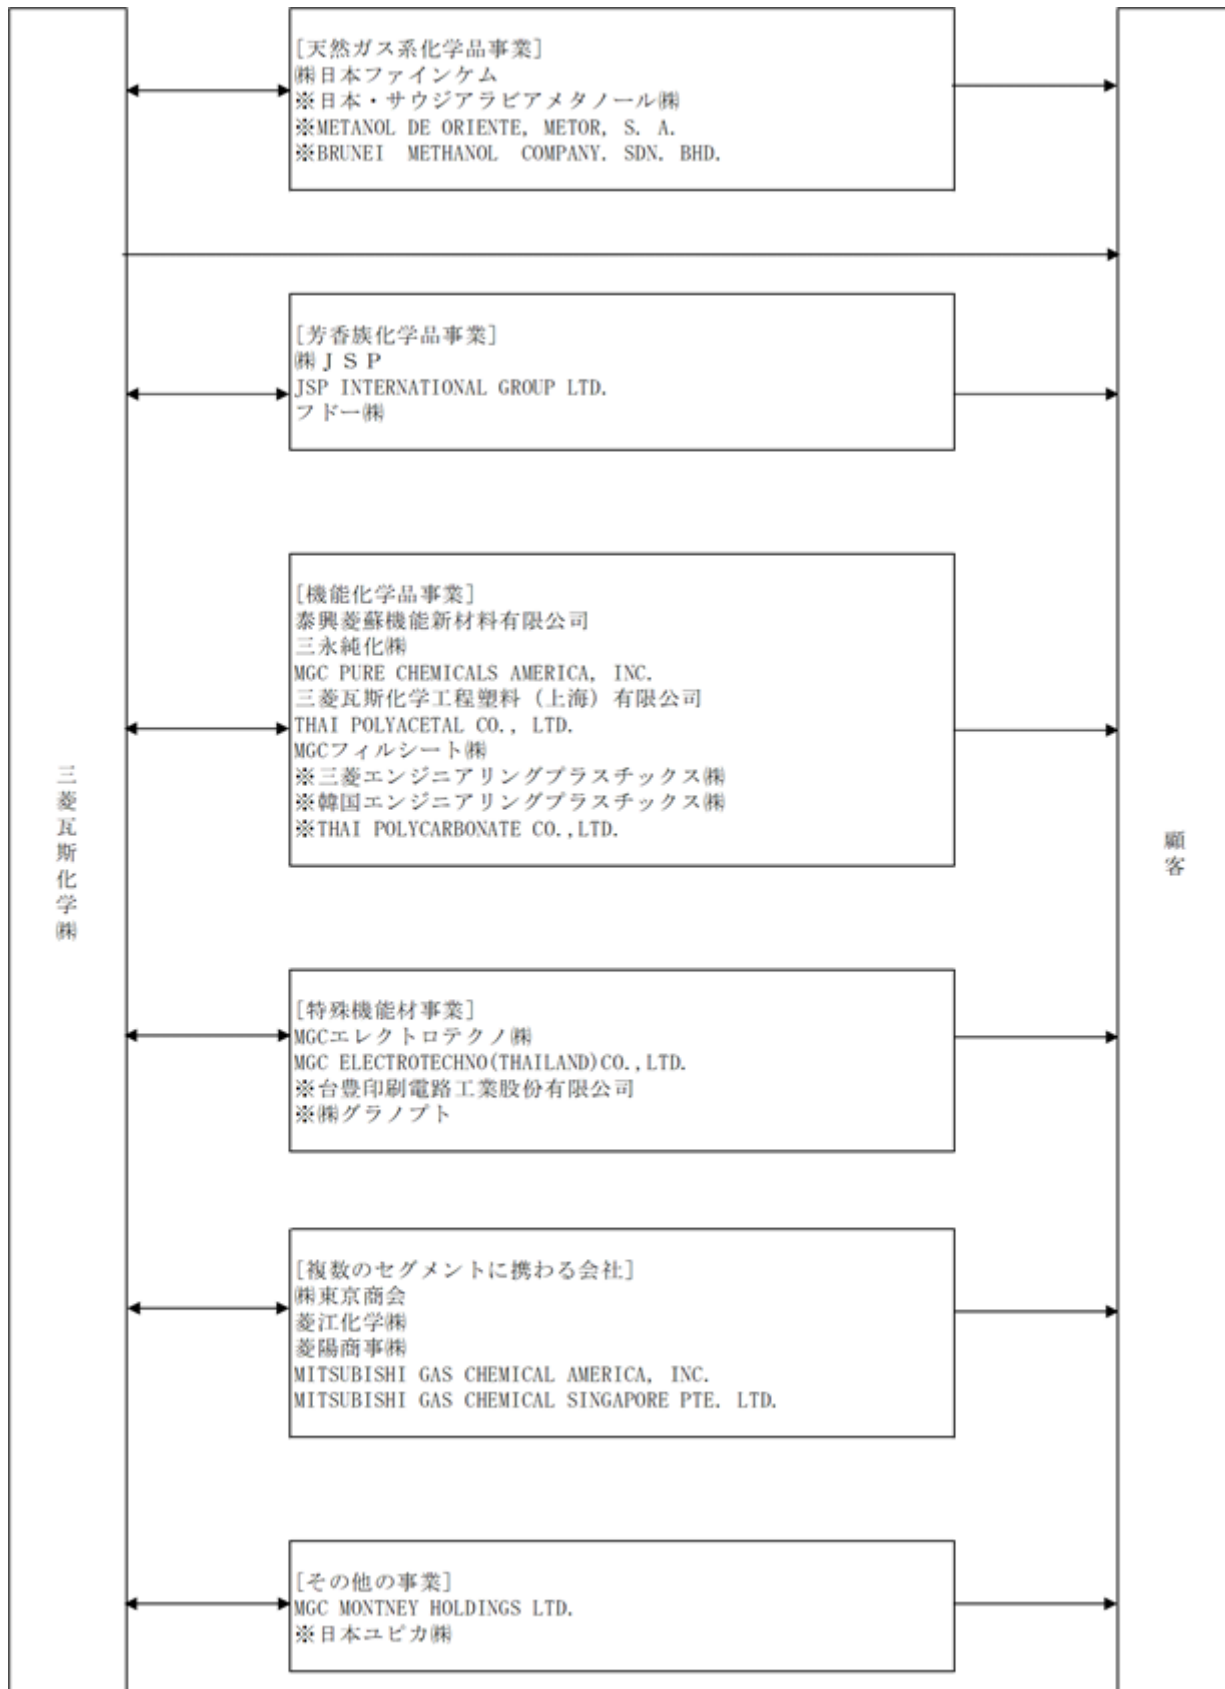 [天然ガス系化学品事業]
㈱日本ファインケム
※日本・サウジアラビアメタノール㈱
※METANOL DE ORIENTE, METOR, S. A.
※BRUNEI METHANOL COMPANY. SDN. BHD.
[芳香族化学品事業]
㈱ＪＳＰ
JSP INTERNATIONAL GROUP LTD.
フドー㈱
[機能化学品事業]
泰興菱蘇機能新材料有限公司
三永純化㈱
MGC PURE CHEMICALS AMERICA, INC.
三菱瓦斯化学工程塑料（上海）有限公司
THAI POLYACETAL CO., LTD.
MGCフィルシート㈱
※三菱エンジニアリングプラスチックス㈱
※韓国エンジニアリングプラスチックス㈱
※THAI POLYCARBONATE CO.,LTD.
三菱瓦斯化学㈱
顧客
[特殊機能材事業]
MGCエレクトロテクノ㈱
MGC ELECTROTECHNO(THAILAND)CO.,LTD.
※台豊印刷電路工業股份有限公司
※㈱グラノプト
[複数のセグメントに携わる会社]
㈱東京商会
菱江化学㈱
菱陽商事㈱
MITSUBISHI GAS CHEMICAL AMERICA, INC.
MITSUBISHI GAS CHEMICAL SINGAPORE PTE. LTD.
[その他の事業]
MGC MONTNEY HOLDINGS LTD.
※日本ユピカ㈱